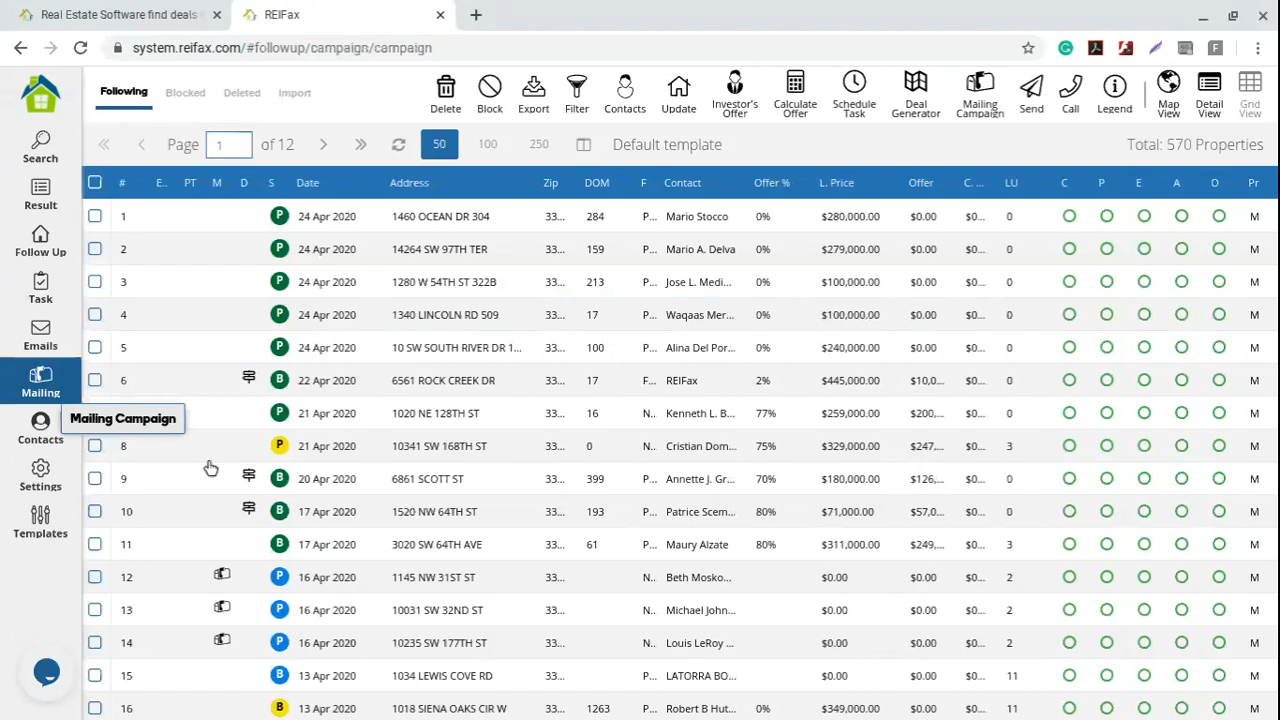 Real Estate Software find deals
REIFax
system.reifax.com/#followup/campaign/campaign
F
Following Blocked Deleted Import
Delete Block Export Filter Contacts Update Investor's Offer Calculate Offer Schedule Task Deal Generator Mailing Campaign Send Call Legend Map View Detail View Grid View
Page 1 of 12 50 100 250 Default template Total: 570 Properties
# E.. PT M D S Date Address Zip DOM F Contact Offer % L. Price Offer C. ... LU C P E A O Pr
1 P 24 Apr 2020 1460 OCEAN DR 304 33... 284 P... Mario Stocco 0% $280,000.00 $0.00 $0... 0 M
2 P 24 Apr 2020 14264 SW 97TH TER 33... 159 P... Mario A. Delva 0% $279,000.00 $0.00 $0... 0 M
3 P 24 Apr 2020 1280 W 54TH ST 322B 33... 213 P... Jose L. Medi... 0% $100,000.00 $0.00 $0... 0 M
4 P 24 Apr 2020 1340 LINCOLN RD 509 33... 17 P... Waqaas Mer... 0% $100,000.00 $0.00 $0... 0 M
5 P 24 Apr 2020 10 SW SOUTH RIVER DR 1... 33... 100 P... Alina Del Por... 0% $240,000.00 $0.00 $0... 0 M
6 B 22 Apr 2020 6561 ROCK CREEK DR 33... 17 F... REIFax 2% $445,000.00 $10,0... $0... 0 M
P 21 Apr 2020 1020 NE 128TH ST 33... 16 N.. Kenneth L. B... 77% $259,000.00 $200,... $0... 0 M
8 P 21 Apr 2020 10341 SW 168TH ST 33... 0 N.. Cristian Dom... 75% $329,000.00 $247,... $0... 3 M
9 B 20 Apr 2020 6861 SCOTT ST 33... 399 P... Annette J. Gr... 70% $180,000.00 $126,... $0... 0 M
10 B 17 Apr 2020 1520 NW 64TH ST 33... 193 P... Patrice Scem... 80% $71,000.00 $57,0... $0... 0 M
11 B 17 Apr 2020 3020 SW 64TH AVE 33... 61 P... Maury Alzate 80% $311,000.00 $249,... $0... 3 M
12 P 16 Apr 2020 1145 NW 31ST ST 33... N.. Beth Mosko... $0.00 $0.00 $0... 2 M
13 P 16 Apr 2020 10031 SW 32ND ST 33... N.. Michael John... $0.00 $0.00 $0... 2 M
14 P 16 Apr 2020 10235 SW 177TH ST 33... N.. Louis LeRoy ... $0.00 $0.00 $0... 2 M
15 B 13 Apr 2020 1034 LEWIS COVE RD 33... P... LATORRA BO... $0.00 $0.00 $0... 11 M
16 B 13 Apr 2020 1018 SIENA OAKS CIR W 33... 1263 P... Robert B Hut... 0% $349,000.00 $0.00 $0... 11 M
Search
Result
Follow Up
Task
Emails
Mailing
Mailing Campaign
Contacts
Settings
Templates